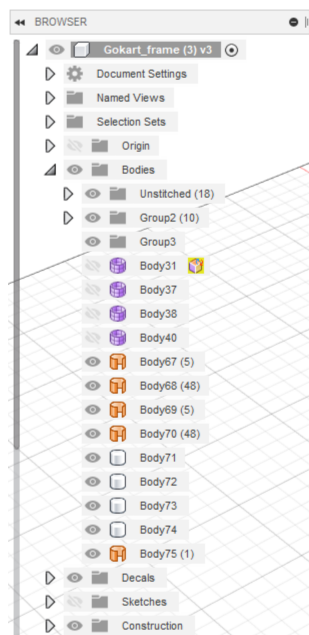 BROWSER
Gokart_frame (3) v3
Document Settings
Named Views
Selection Sets
Origin
Bodies
Unstitched (18)
Group2 (10)
Group3
Body31
Body37
Body38
Body40
Body67 (5)
Body68 (48)
Body69 (5)
Body70 (48)
Body71
Body72
Body73
Body74
Body75 (1)
Decals
Sketches
Construction